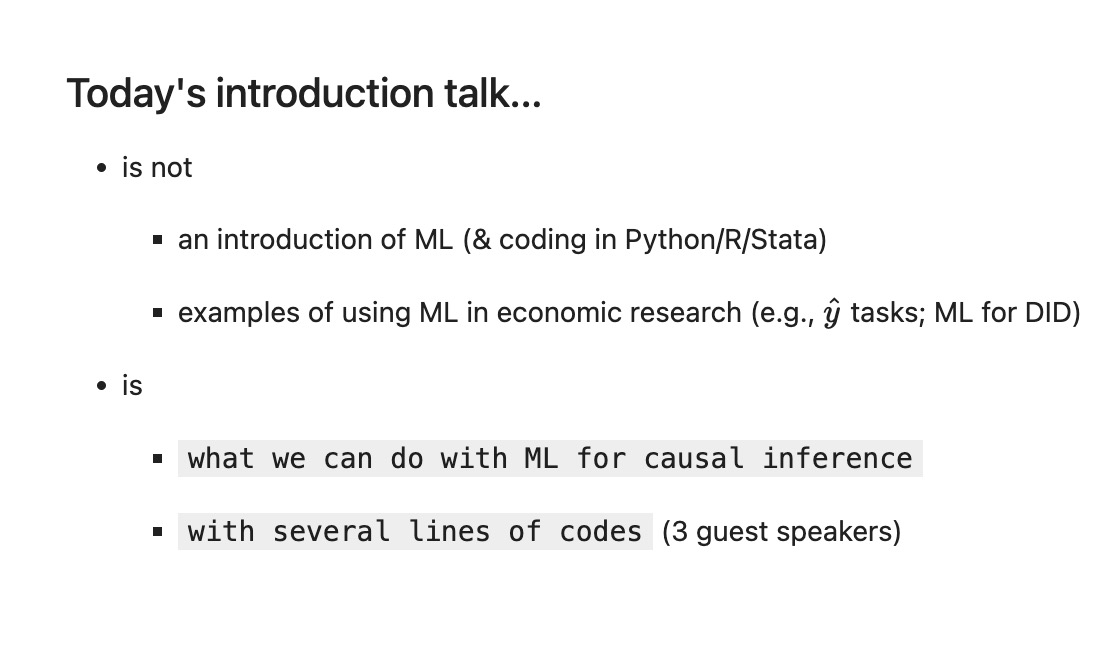 Today's introduction talk...
is not
an introduction of ML (& coding in Python/R/Stata)
examples of using ML in economic research (e.g., ŷ tasks; ML for DID)
is
what we can do with ML for causal inference
with several lines of codes (3 guest speakers)